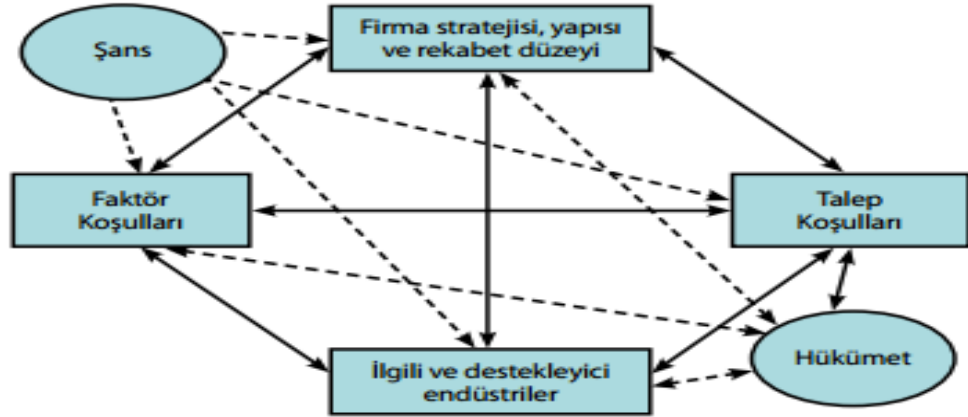 Şans
Firma stratejisi, yapısı
ve rekabet düzeyi
Faktör
Koşulları
Talep
Koşulları
İlgili ve destekleyici
endüstriler
Hükümet